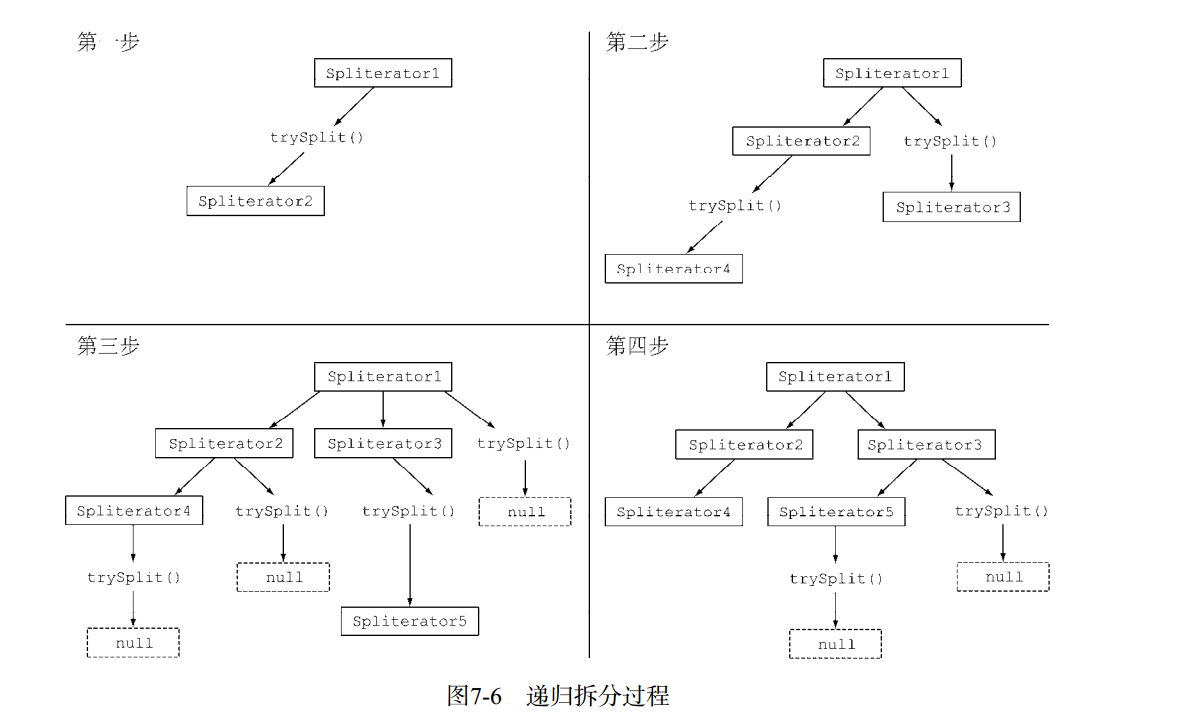 第一步
Spliterator1
trySplit()
Spliterator2
第二步
Spliterator1
Spliterator2 trySplit()
trySplit() Spliterator3
Spliterator4
第三步
Spliterator1
Spliterator2 Spliterator3 trySplit()
Spliterator4 trySplit() trySplit() null
trySplit() null
Spliterator5
null
第四步
Spliterator1
Spliterator2 Spliterator3
Spliterator4 Spliterator5 trySplit()
trySplit() null
null
图7-6 递归拆分过程